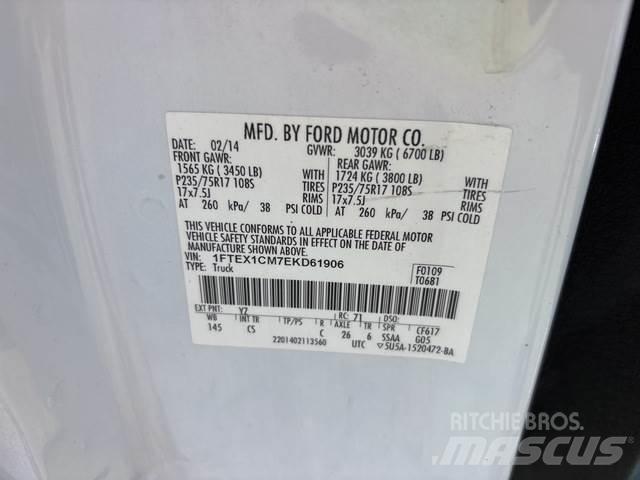 MFD. BY FORD MOTOR CO.
DATE: 02/14 GVWR: 3039 KG ( 6700 LB)
FRONT GAWR: REAR GAWR:
1565 KG ( 3450 LB) WITH 1724 KG ( 3800 LB) WITH
P235/75R17 108S TIRES P235/75R17 108S TIRES
17x7.5J RIMS 17x7.5J RIMS
AT 260 kPa/ 38 PSI COLD AT 260 kPa/ 38 PSI COLD
THIS VEHICLE CONFORMS TO ALL APPLICABLE FEDERAL MOTOR
VEHICLE SAFETY STANDARDS IN EFFECT ON THE DATE OF
MANUFACTURE SHOWN ABOVE.
VIN: 1FTEX1CM7EKD61906 F0109
TYPE: Truck T0681
EXT PNT: YZ RC: 71 DSO:
WB INT TR TP/PS R AXLE TR SPR CF617
145 CS C 26 6 SSAA G05
2201402113560 UTC ▽5U5A-1520472-BA
RITCHIE BROS.
MASCUS